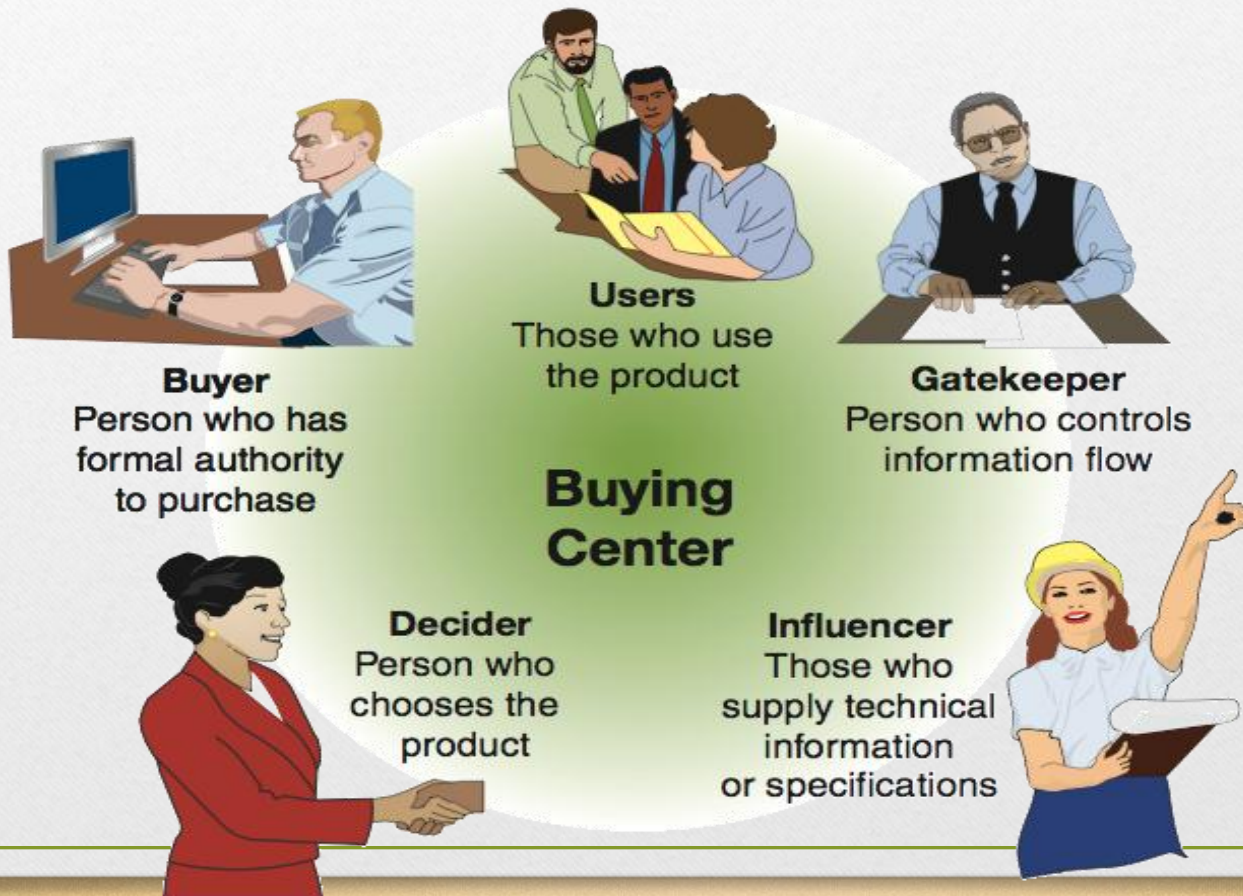 Users
Those who use
the product
Buyer
Person who has
formal authority
to purchase
Gatekeeper
Person who controls
information flow
Buying
Center
Decider
Person who
chooses the
product
Influencer
Those who
supply technical
information
or specifications